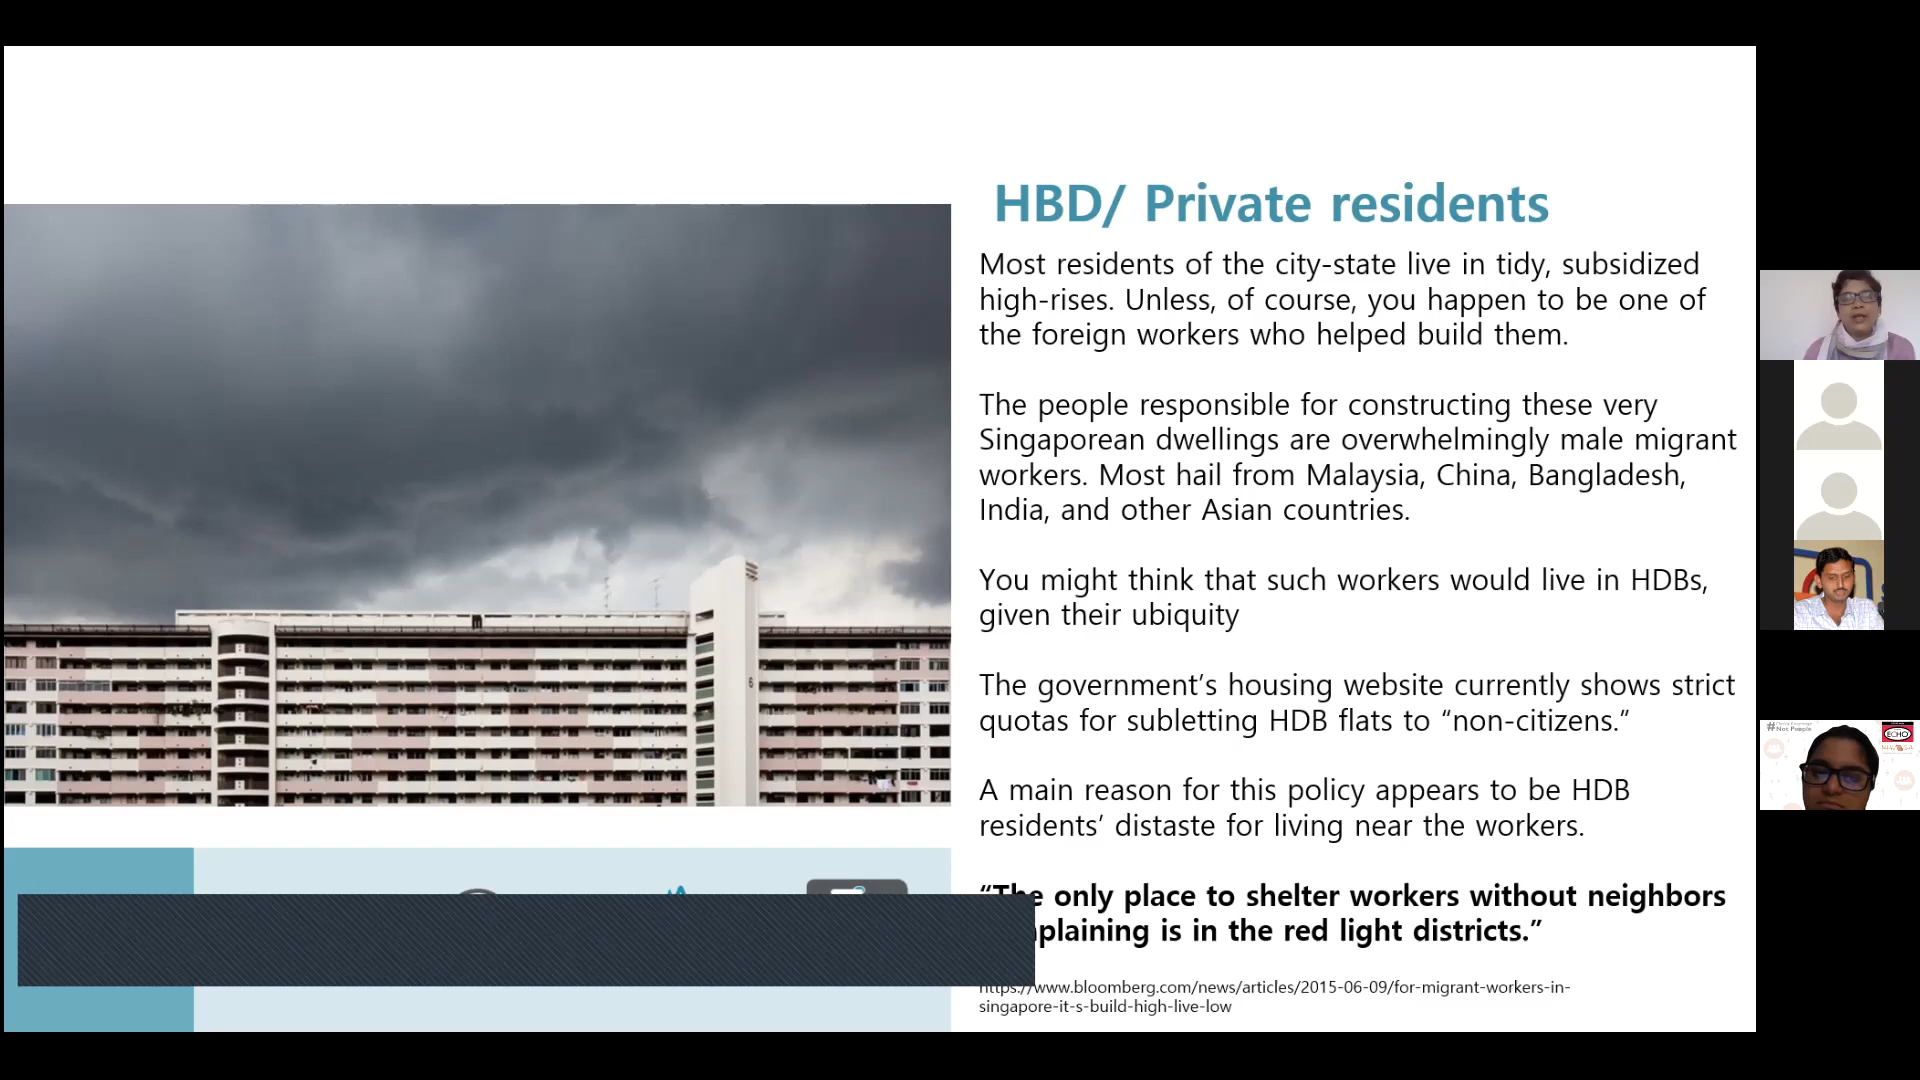 HBD/ Private residents
Most residents of the city-state live in tidy, subsidized
high-rises. Unless, of course, you happen to be one of
the foreign workers who helped build them.
The people responsible for constructing these very
Singaporean dwellings are overwhelmingly male migrant
workers. Most hail from Malaysia, China, Bangladesh,
India, and other Asian countries.
You might think that such workers would live in HDBs,
given their ubiquity
The government’s housing website currently shows strict
quotas for subletting HDB flats to “non-citizens.”
A main reason for this policy appears to be HDB
residents’ distaste for living near the workers.
“The only place to shelter workers without neighbors
plaining is in the red light districts.”
https://www.bloomberg.com/news/articles/2015-06-09/for-migrant-workers-in-
singapore-it-s-build-high-live-low
6
Not People
ECHO